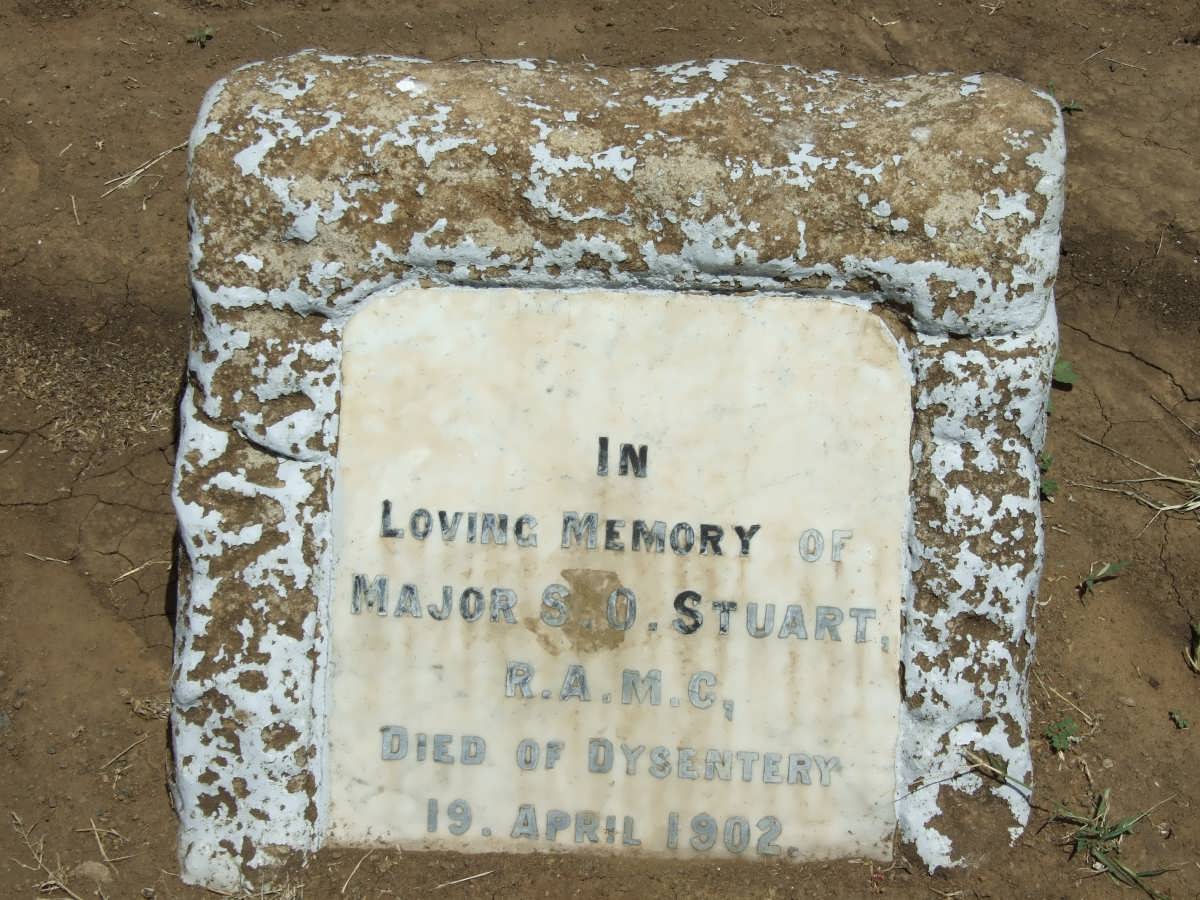 IN
LOVING MEMORY OF
MAJOR S.O. STUART,
R.A.M.C,
DIED OF DYSENTERY
19. APRIL 1902.